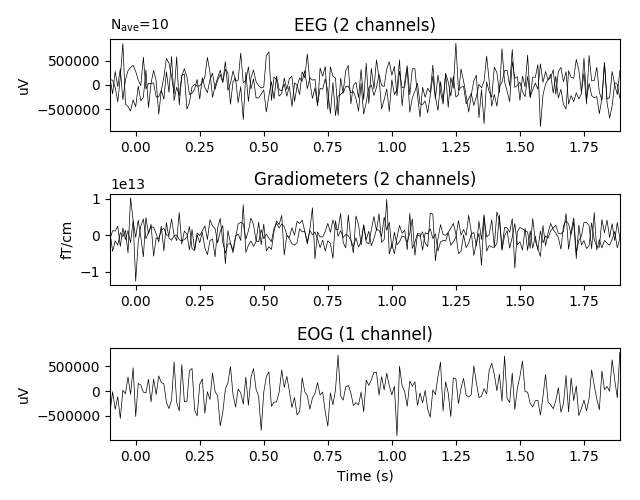 N_ave=10
EEG (2 channels)
uV
500000
0
−500000
0.00 0.25 0.50 0.75 1.00 1.25 1.50 1.75
1e13
Gradiometers (2 channels)
fT/cm
1
0
−1
0.00 0.25 0.50 0.75 1.00 1.25 1.50 1.75
EOG (1 channel)
uV
500000
0
−500000
0.00 0.25 0.50 0.75 1.00 1.25 1.50 1.75
Time (s)